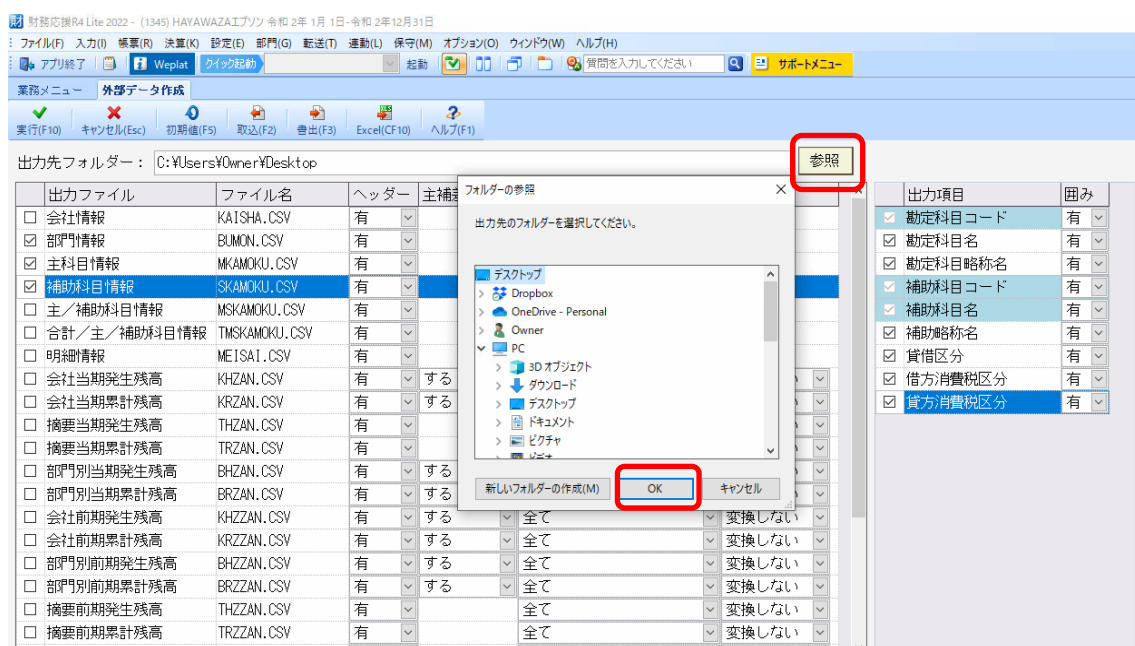 財務応援R4 Lite 2022 - (1345) HAYAWAZAエプソン 令和 2年 1月 1日-令和 2年12月31日
ファイル(F) 入力(I) 帳票(R) 決算(K) 設定(E) 部門(G) 転送(T) 連動(L) 保守(M) オプション(O) ウィンドウ(W) ヘルプ(H)
アプリ終了 Weplat クイック起動 起動 質問を入力してください サポートメニュー
業務メニュー 外部データ作成
実行(F10) キャンセル(Esc) 初期値(F5) 取込(F2) 書出(F3) Excel(CF10) ヘルプ(F1)
出力先フォルダー： C:¥Users¥Owner¥Desktop 参照
出力ファイル ファイル名 ヘッダー 主補
会社情報 KAISHA.CSV 有
部門情報 BUMON.CSV 有
主科目情報 MKAMOKU.CSV 有
補助科目情報 SKAMOKU.CSV 有
主／補助科目情報 MSKAMOKU.CSV 有
合計／主／補助科目情報 TMSKAMOKU.CSV 有
明細情報 MEISAI.CSV 有
会社当期発生残高 KHZAN.CSV 有 する
会社当期累計残高 KRZAN.CSV 有 する
摘要当期発生残高 THZAN.CSV 有
摘要当期累計残高 TRZAN.CSV 有
部門別当期発生残高 BHZAN.CSV 有 する
部門別当期累計残高 BRZAN.CSV 有 する
会社前期発生残高 KHZZAN.CSV 有 する 全て 変換しない
会社前期累計残高 KRZZAN.CSV 有 する 全て 変換しない
部門別前期発生残高 BHZZAN.CSV 有 する 全て 変換しない
部門別前期累計残高 BRZZAN.CSV 有 する 全て 変換しない
摘要前期発生残高 THZZAN.CSV 有 全て 変換しない
摘要前期累計残高 TRZZAN.CSV 有 全て 変換しない
フォルダーの参照
出力先のフォルダーを選択してください。
デスクトップ
Dropbox
OneDrive - Personal
Owner
PC
3D オブジェクト
ダウンロード
デスクトップ
ドキュメント
ピクチャ
ビデオ
新しいフォルダーの作成(M) OK キャンセル
出力項目 囲み
勘定科目コード 有
勘定科目名 有
勘定科目略称名 有
補助科目コード 有
補助科目名 有
補助略称名 有
貸借区分 有
借方消費税区分 有
貸方消費税区分 有